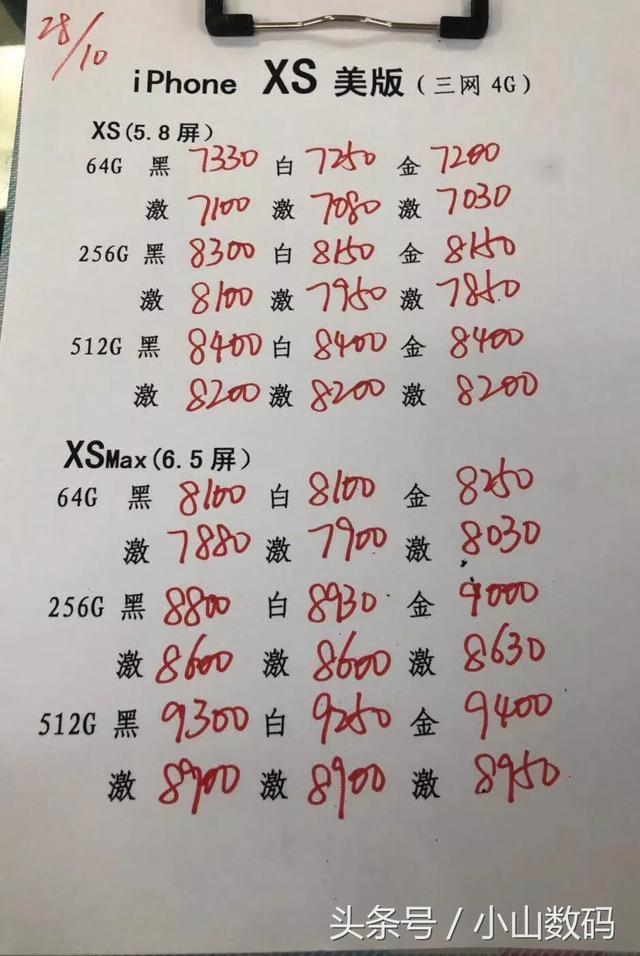 28/10
iPhone XS 美版(三网 4G)
XS(5.8屏)
64G 黑 7330 白 7250 金 7200
激 7100 激 7080 激 7030
256G 黑 8300 白 8150 金 8150
激 8100 激 7950 激 7850
512G 黑 8400 白 8400 金 8400
激 8200 激 8200 激 8200
XSMax(6.5屏)
64G 黑 8100 白 8100 金 8250
激 7880 激 7900 激 8030
256G 黑 8800 白 8930 金 9000
激 8600 激 8600 激 8630
512G 黑 9300 白 9250 金 9400
激 8900 激 8900 激 8950
头条号 / 小山数码